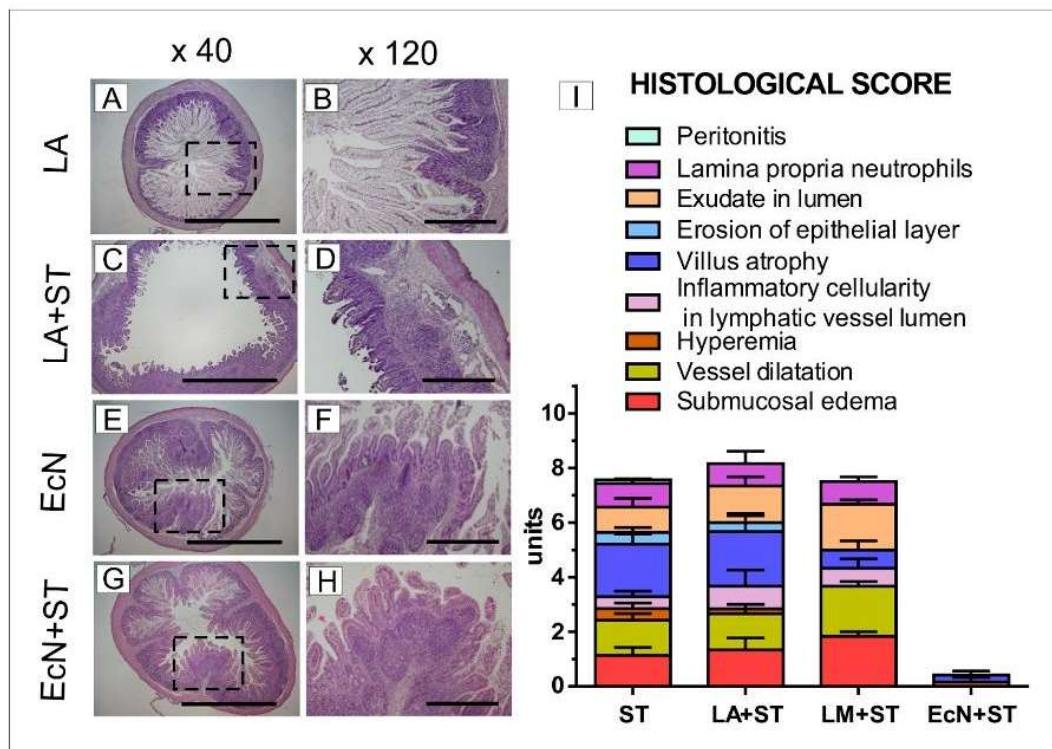 x 40
x 120
LA
A
B
LA+ST
C
D
EcN
E
F
EcN+ST
G
H
I
HISTOLOGICAL SCORE
Peritonitis
Lamina propria neutrophils
Exudate in lumen
Erosion of epithelial layer
Villus atrophy
Inflammatory cellularity
in lymphatic vessel lumen
Hyperemia
Vessel dilatation
Submucosal edema
units
10
8
6
4
2
0
ST
LA+ST
LM+ST
EcN+ST